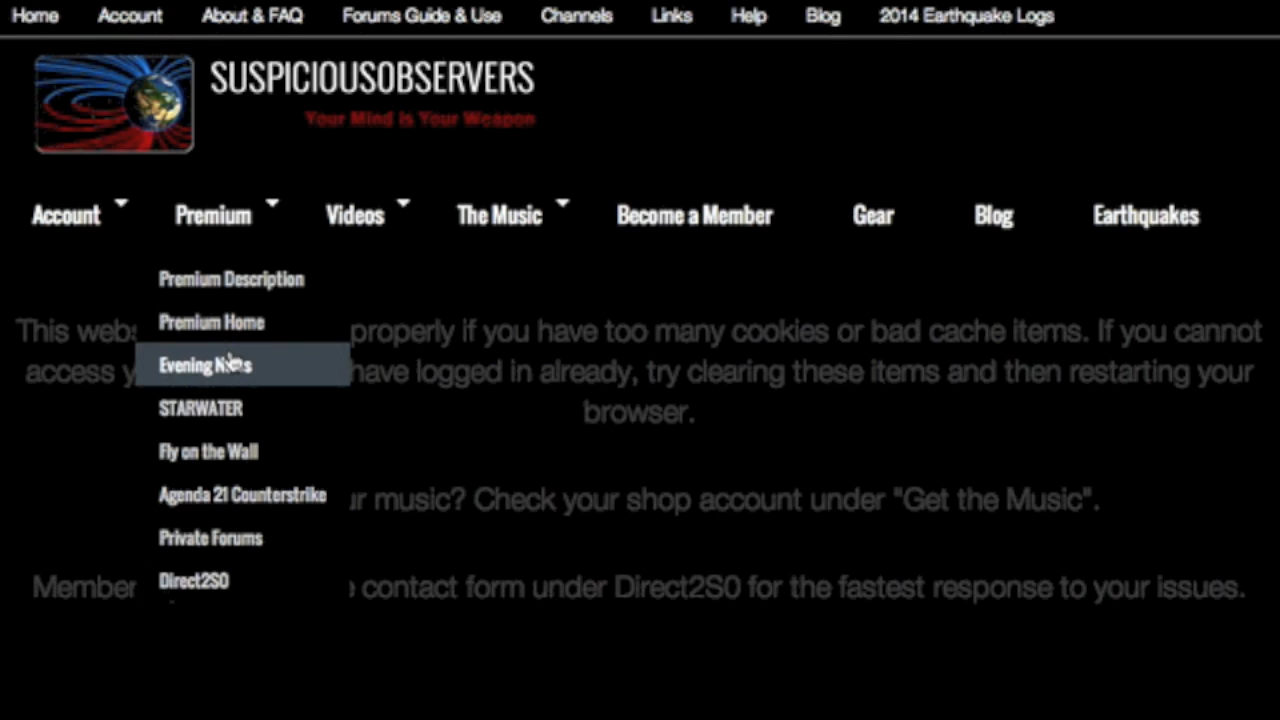 Home Account About & FAQ Forums Guide & Use Channels Links Help Blog 2014 Earthquake Logs
SUSPICIOUS0BSERVERS
Your Mind is Your Weapon
Account Premium Videos The Music Become a Member Gear Blog Earthquakes
Premium Description
This properly if you have too many cookies or bad cache items. If you cannot
Premium Home
Evening
access have logged in already, try clearing these items and then restarting your
browser.
STARWATER
Fly on the Wall
Agenda 21 Counterstrike
music? Check your shop account under "Get the Music".
Private Forums
Direct2S0
Member contact form under Direct2S0 for the fastest response to your issues.